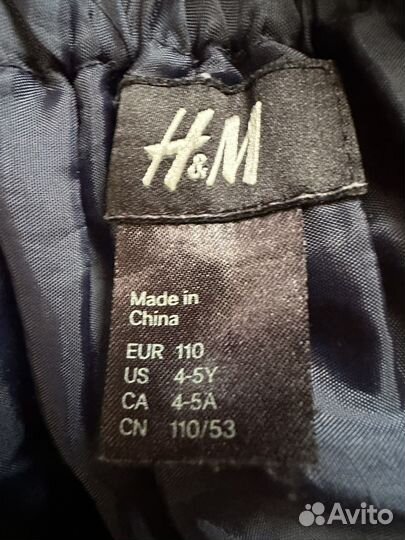 H&M
Made in
China
EUR 110
US 4-5Y
CA 4-5A
CN 110/53
Avito